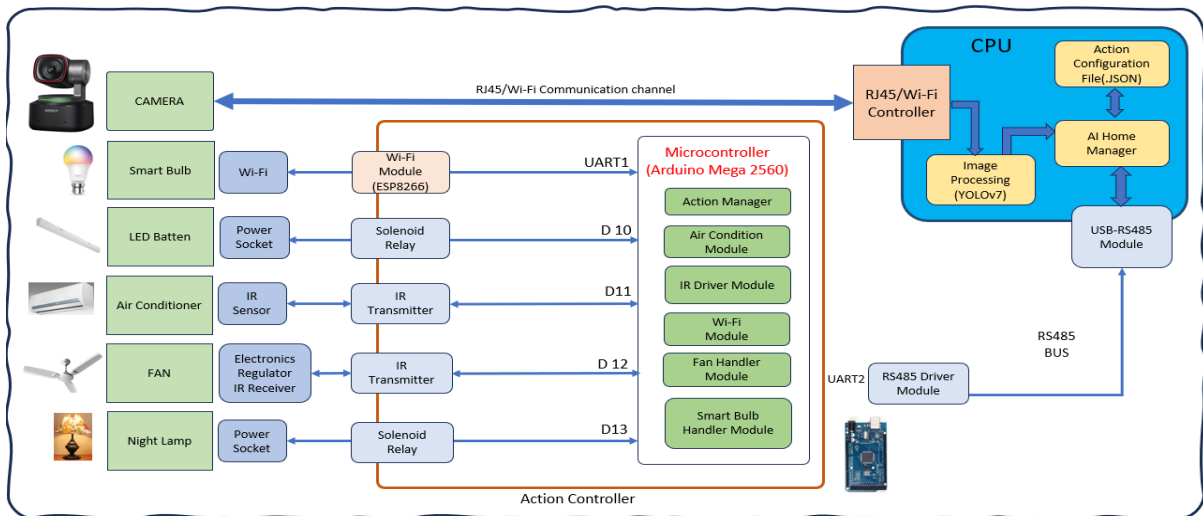 CPU
Action
Configuration
File(.JSON)
CAMERA
RJ45/Wi-Fi Communication channel
RJ45/Wi-Fi
Controller
AI Home
Manager
Image
Processing
(YOLOv7)
USB-RS485
Module
Smart Bulb
Wi-Fi
Wi-Fi
Module
(ESP8266)
UART1
Microcontroller
(Arduino Mega 2560)
Action Manager
LED Batten
Power
Socket
Solenoid
Relay
D 10
Air Condition
Module
Air Conditioner
IR
Sensor
IR
Transmitter
D11
IR Driver Module
Wi-Fi
Module
FAN
Electronics
Regulator
IR Receiver
IR
Transmitter
D 12
Fan Handler
Module
UART2
RS485 Driver
Module
RS485
BUS
Night Lamp
Power
Socket
Solenoid
Relay
D13
Smart Bulb
Handler Module
Action Controller